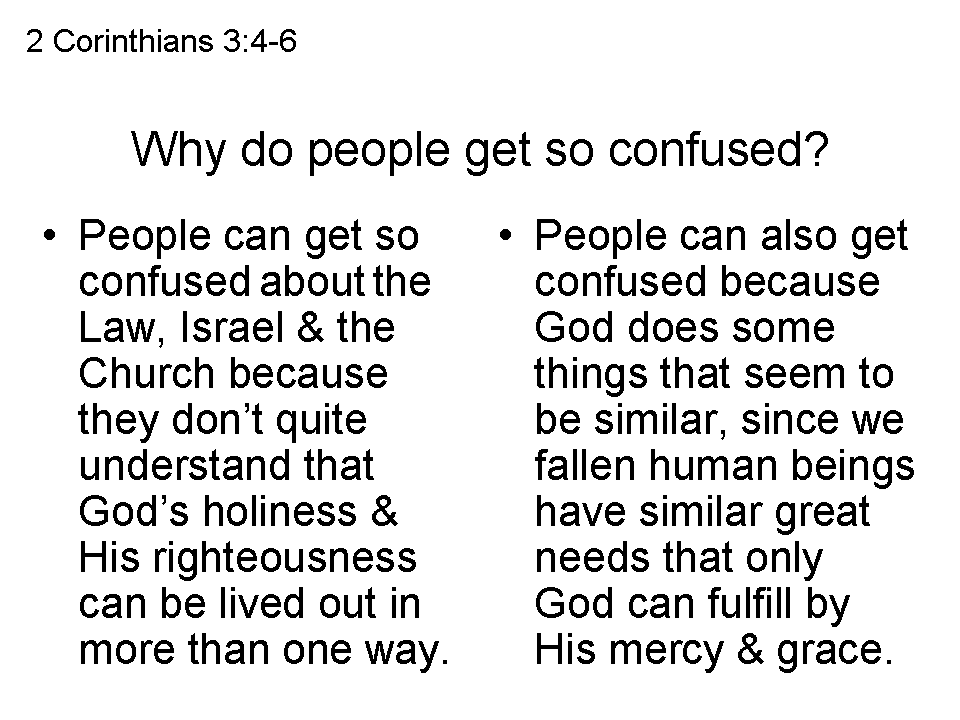 2 Corinthians 3:4-6
Why do people get so confused?
• People can get so
confused about the
Law, Israel & the
Church because
they don’t quite
understand that
God’s holiness &
His righteousness
can be lived out in
more than one way.
• People can also get
confused because
God does some
things that seem to
be similar, since we
fallen human beings
have similar great
needs that only
God can fulfill by
His mercy & grace.